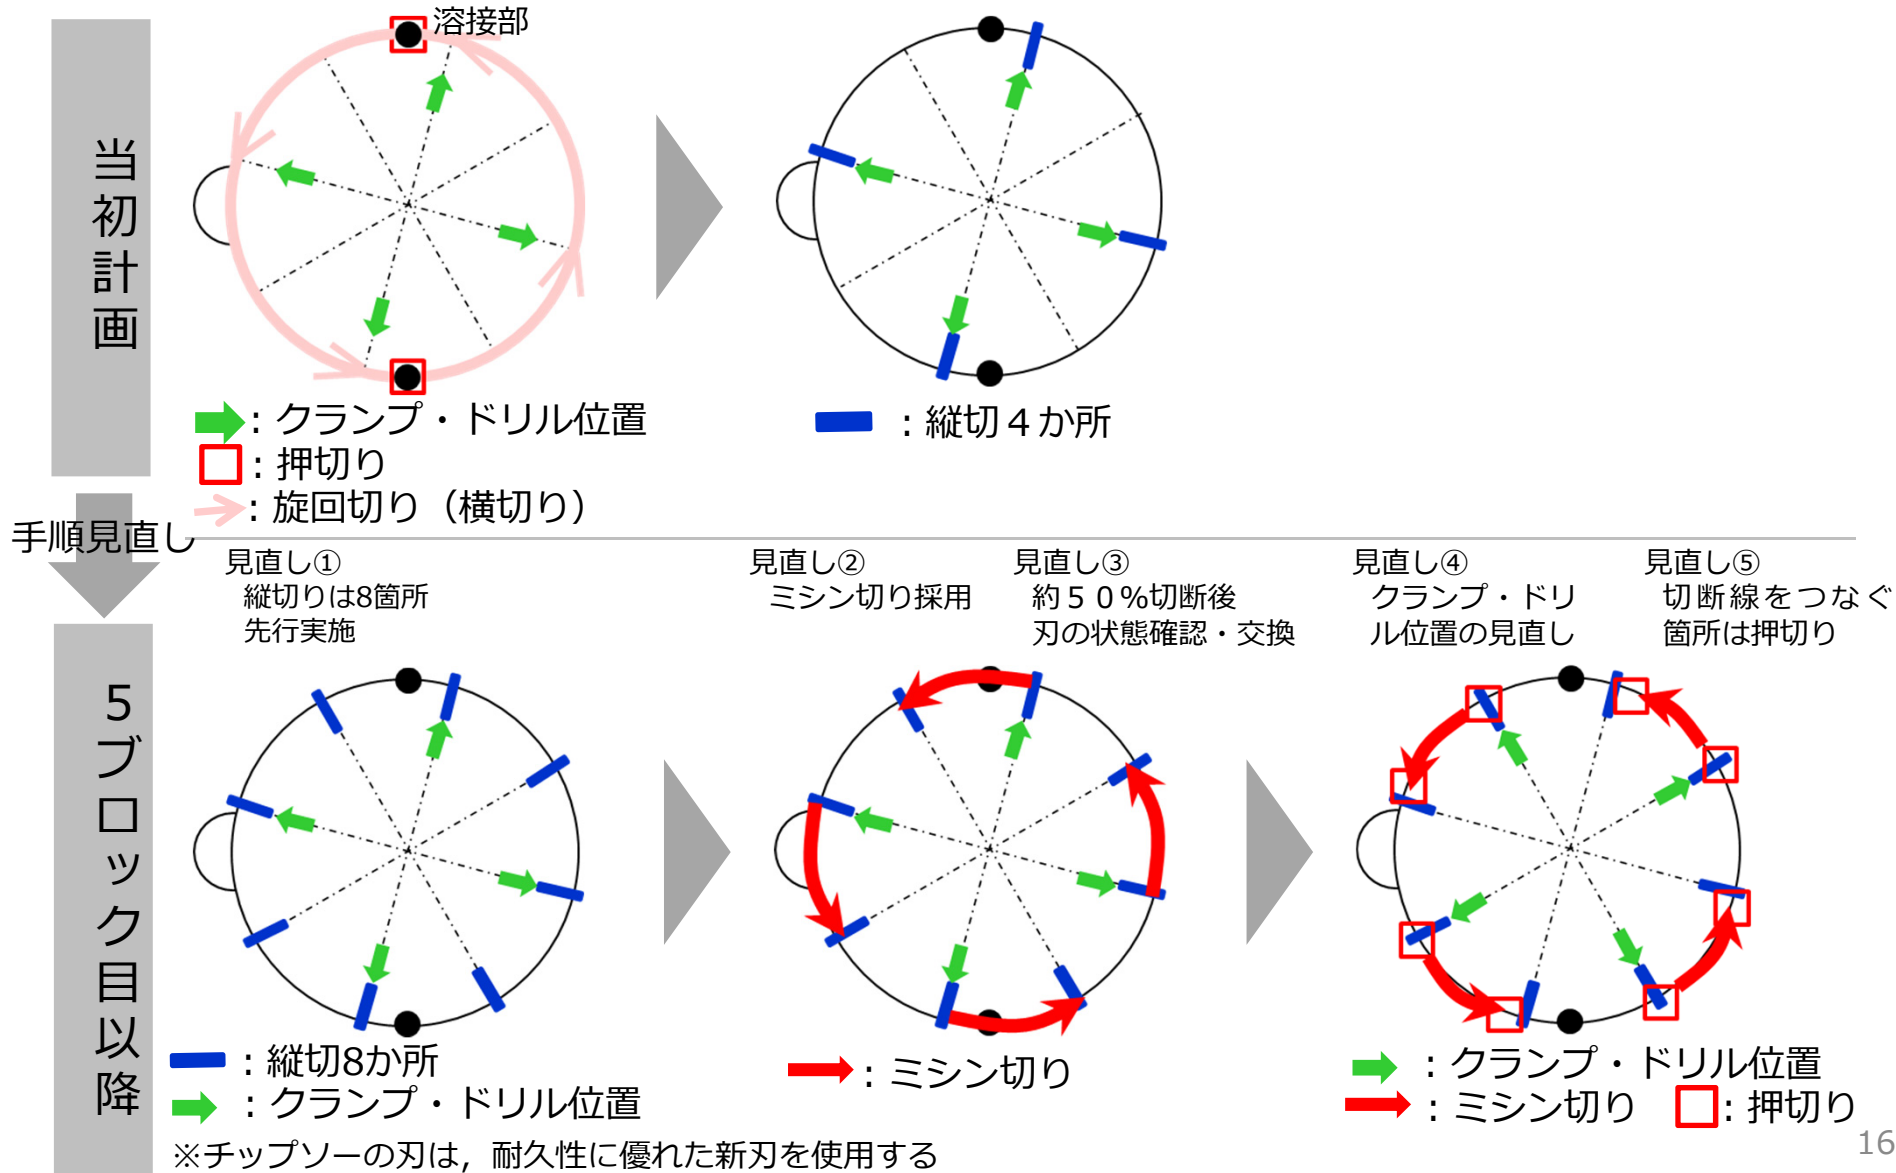 溶接部
当初計画
：クランプ・ドリル位置
：押切り
：旋回切り（横切り）
：縦切４か所
手順見直し
見直し①
縦切りは8箇所
先行実施
見直し②
ミシン切り採用
見直し③
約５０％切断後
刃の状態確認・交換
見直し④
クランプ・ドリ
ル位置の見直し
見直し⑤
切断線をつなぐ
箇所は押切り
５ブロック目以降
：縦切8か所
：クランプ・ドリル位置
：ミシン切り
：クランプ・ドリル位置
：ミシン切り
：押切り
※チップソーの刃は，耐久性に優れた新刃を使用する
16